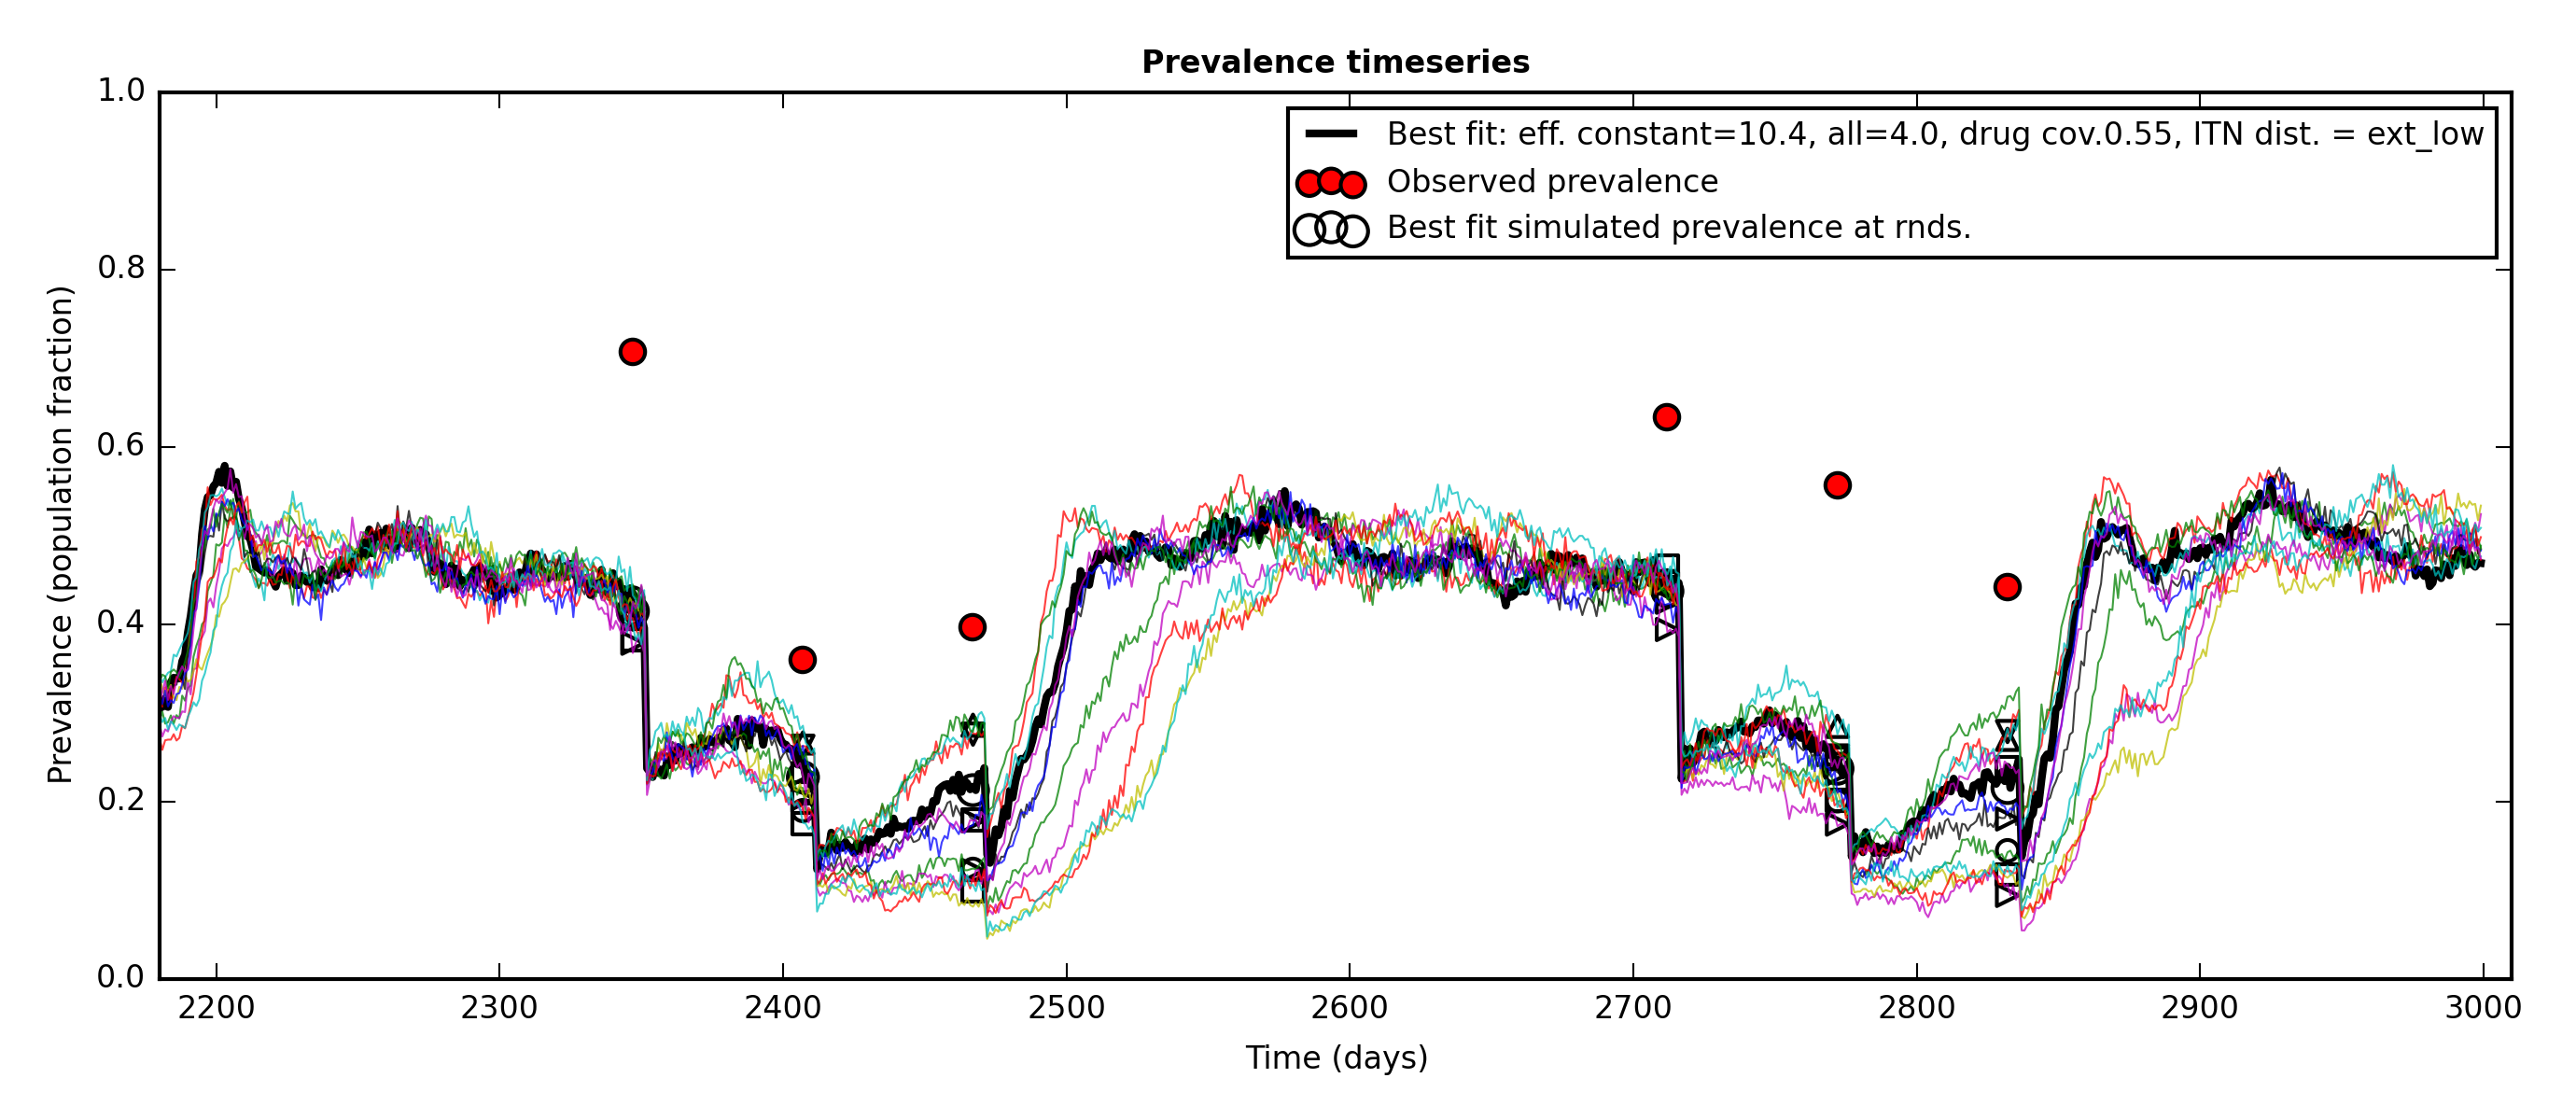 Prevalence timeseries
1.0
0.8
0.6
0.4
0.2
0.0
Prevalence (population fraction)
Best fit: eff. constant=10.4, all=4.0, drug cov.0.55, ITN dist. = ext_low
Observed prevalence
Best fit simulated prevalence at rnds.
2200 2300 2400 2500 2600 2700 2800 2900 3000
Time (days)